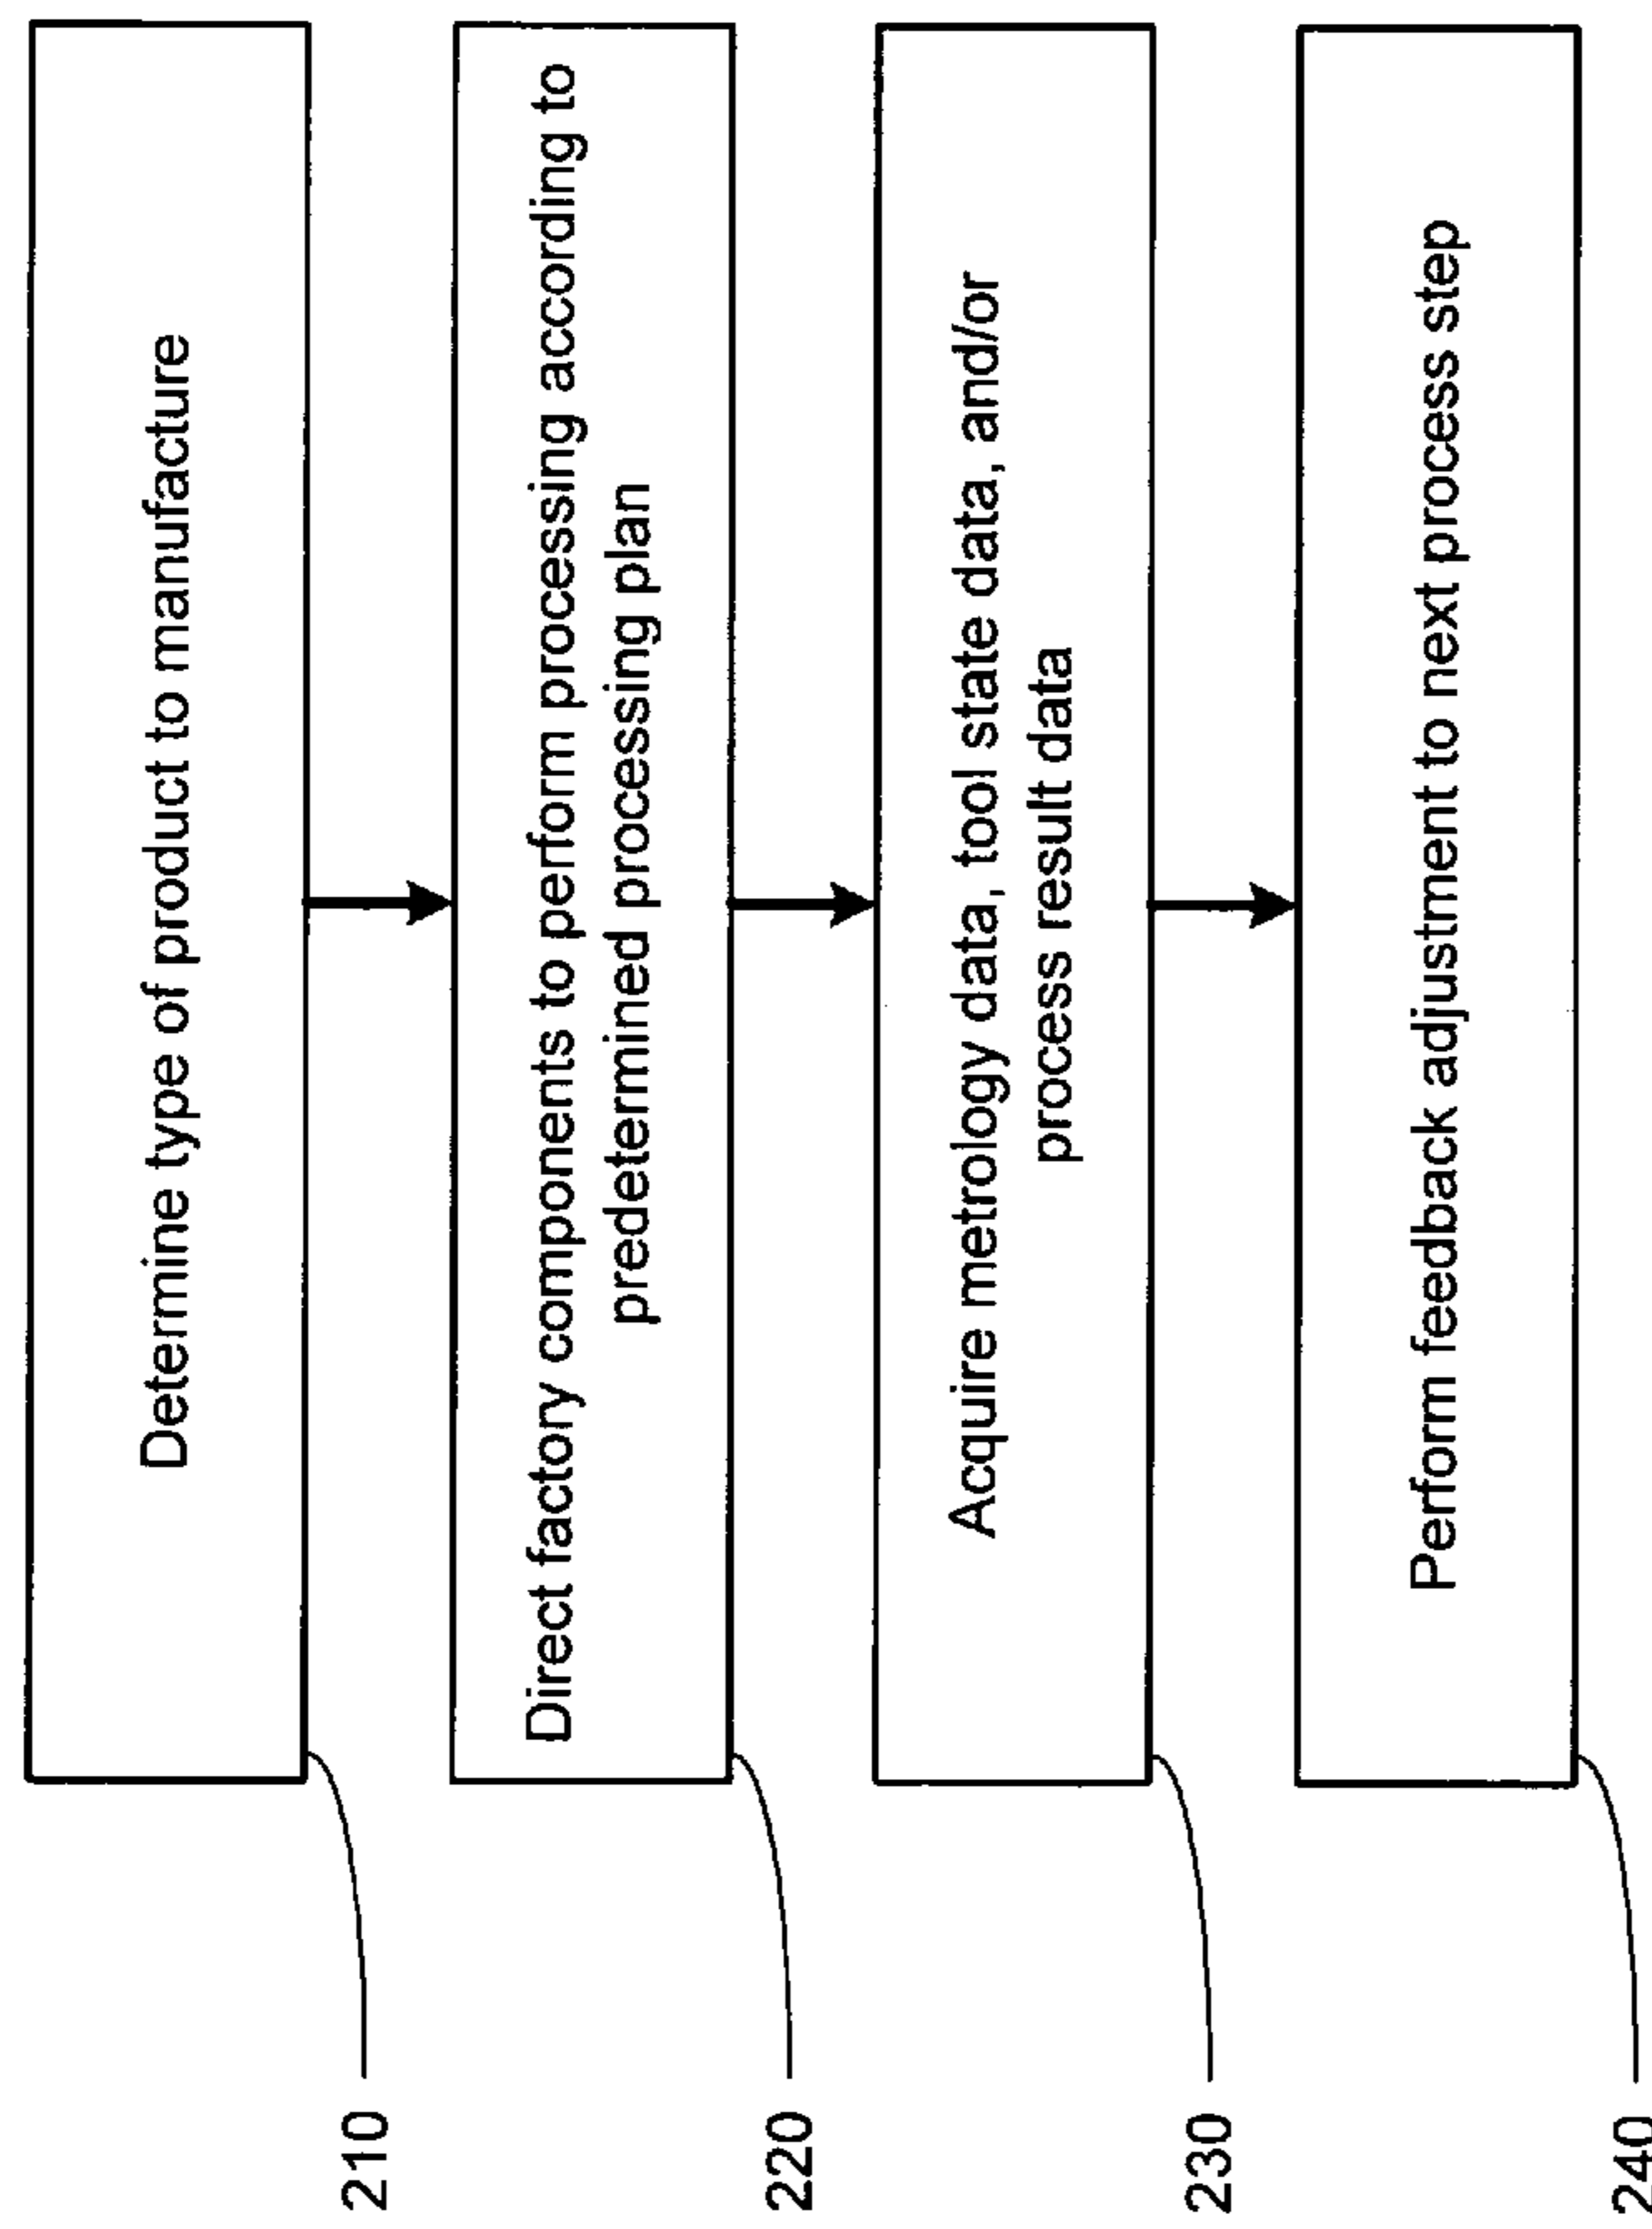 210
Determine type of product to manufacture
220
Direct factory components to perform processing according to
predetermined processing plan
230
Acquire metrology data, tool state data, and/or
process result data
240
Perform feedback adjustment to next process step